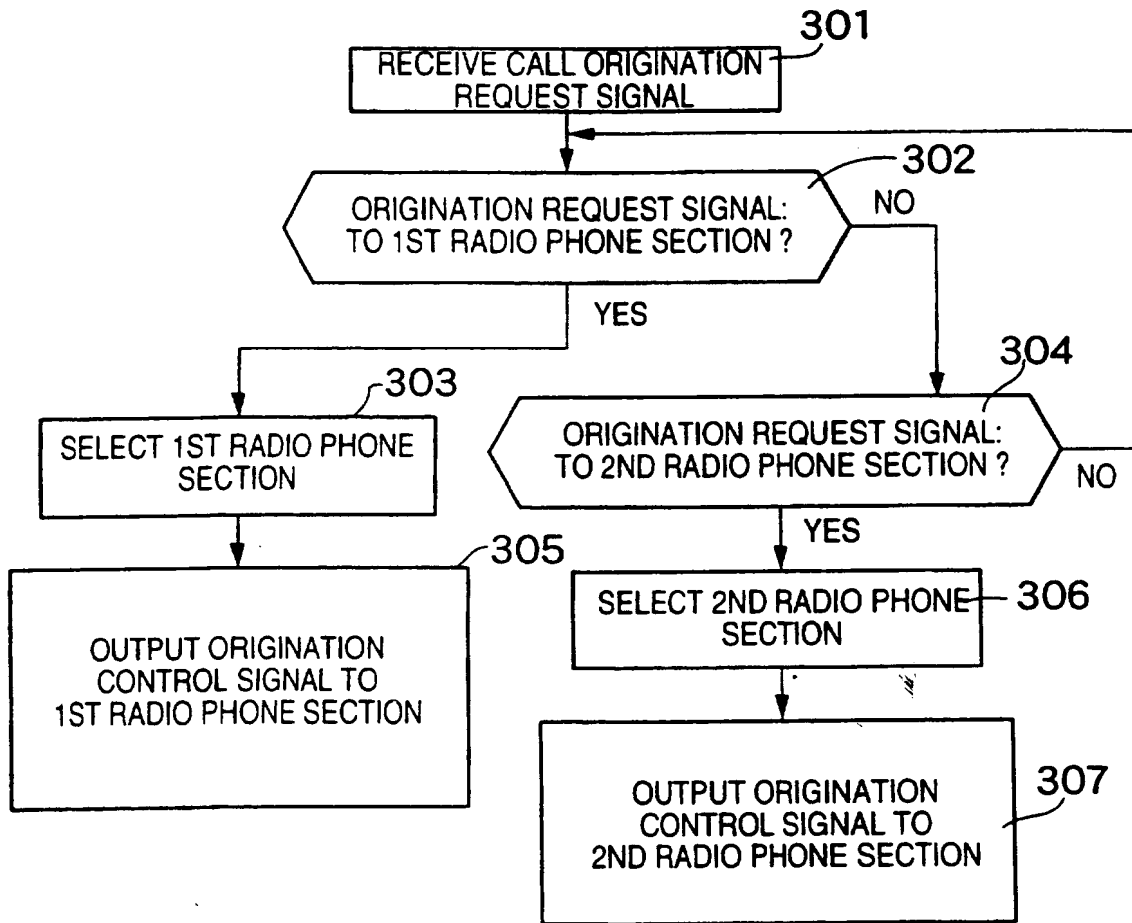 301
RECEIVE CALL ORIGINATION
REQUEST SIGNAL
302
ORIGINATION REQUEST SIGNAL:
TO 1ST RADIO PHONE SECTION ?
NO
YES
303
SELECT 1ST RADIO PHONE
SECTION
304
ORIGINATION REQUEST SIGNAL:
TO 2ND RADIO PHONE SECTION ?
NO
YES
305
OUTPUT ORIGINATION
CONTROL SIGNAL TO
1ST RADIO PHONE SECTION
306
SELECT 2ND RADIO PHONE
SECTION
307
OUTPUT ORIGINATION
CONTROL SIGNAL TO
2ND RADIO PHONE SECTION